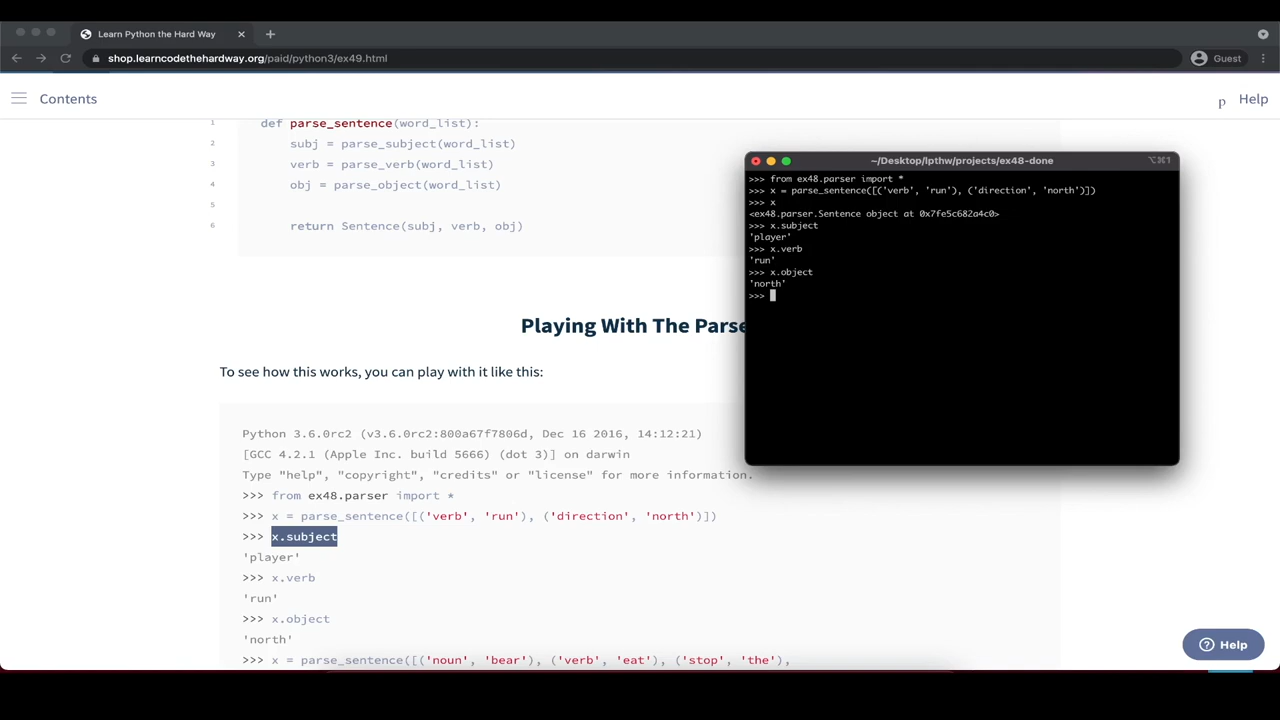 Learn Python the Hard Way
shop.learncodethehardway.org/paid/python3/ex49.html
Guest
Contents
p
Help
1 def parse_sentence(word_list):
2 subj = parse_subject(word_list)
3 verb = parse_verb(word_list)
4 obj = parse_object(word_list)
5
6 return Sentence(subj, verb, obj)
Playing With The Parse
To see how this works, you can play with it like this:
Python 3.6.0rc2 (v3.6.0rc2:800a67f7806d, Dec 16 2016, 14:12:21)
[GCC 4.2.1 (Apple Inc. build 5666) (dot 3)] on darwin
Type "help", "copyright", "credits" or "license" for more information.
>>> from ex48.parser import *
>>> x = parse_sentence([('verb', 'run'), ('direction', 'north')])
>>> x.subject
'player'
>>> x.verb
'run'
>>> x.object
'north'
>>> x = parse_sentence([('noun', 'bear'), ('verb', 'eat'), ('stop', 'the'),
~/Desktop/lpthw/projects/ex48-done
⌥⌘1
>>> from ex48.parser import *
>>> x = parse_sentence([('verb', 'run'), ('direction', 'north')])
>>> x
<ex48.parser.Sentence object at 0x7fe5c682a4c0>
>>> x.subject
'player'
>>> x.verb
'run'
>>> x.object
'north'
>>>
Help